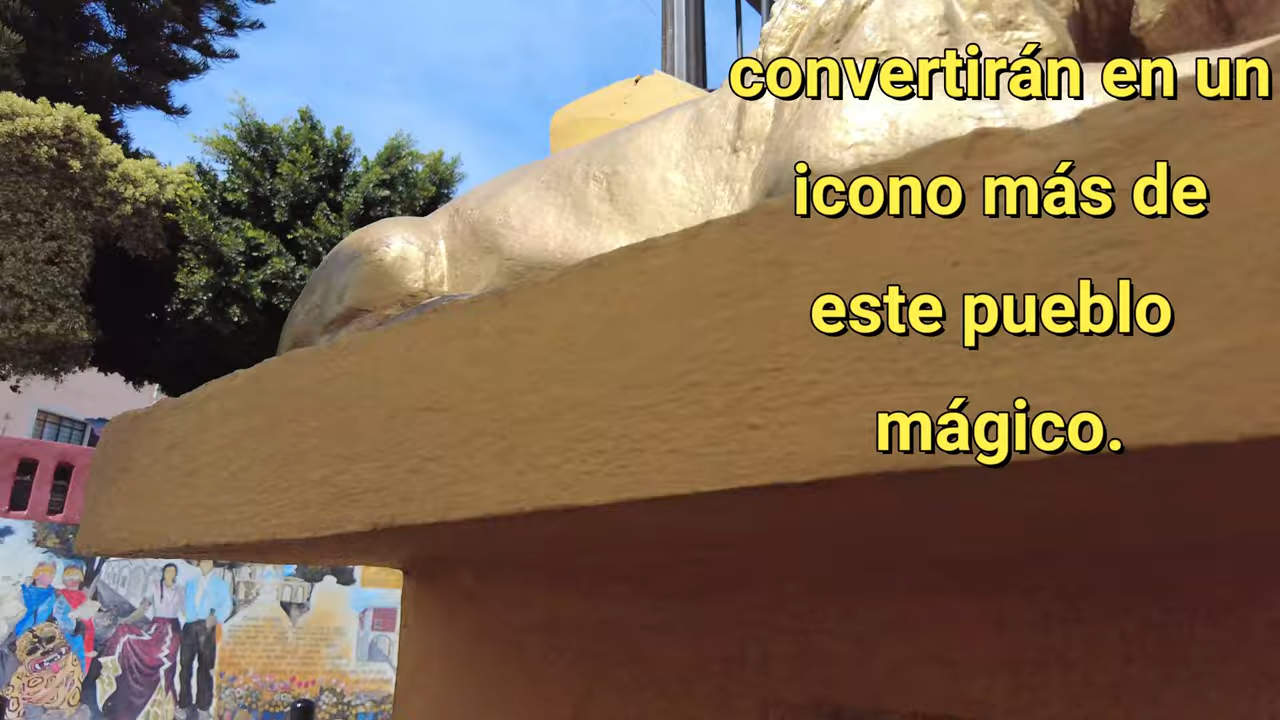 convertirán en un
icono más de
este pueblo
mágico.